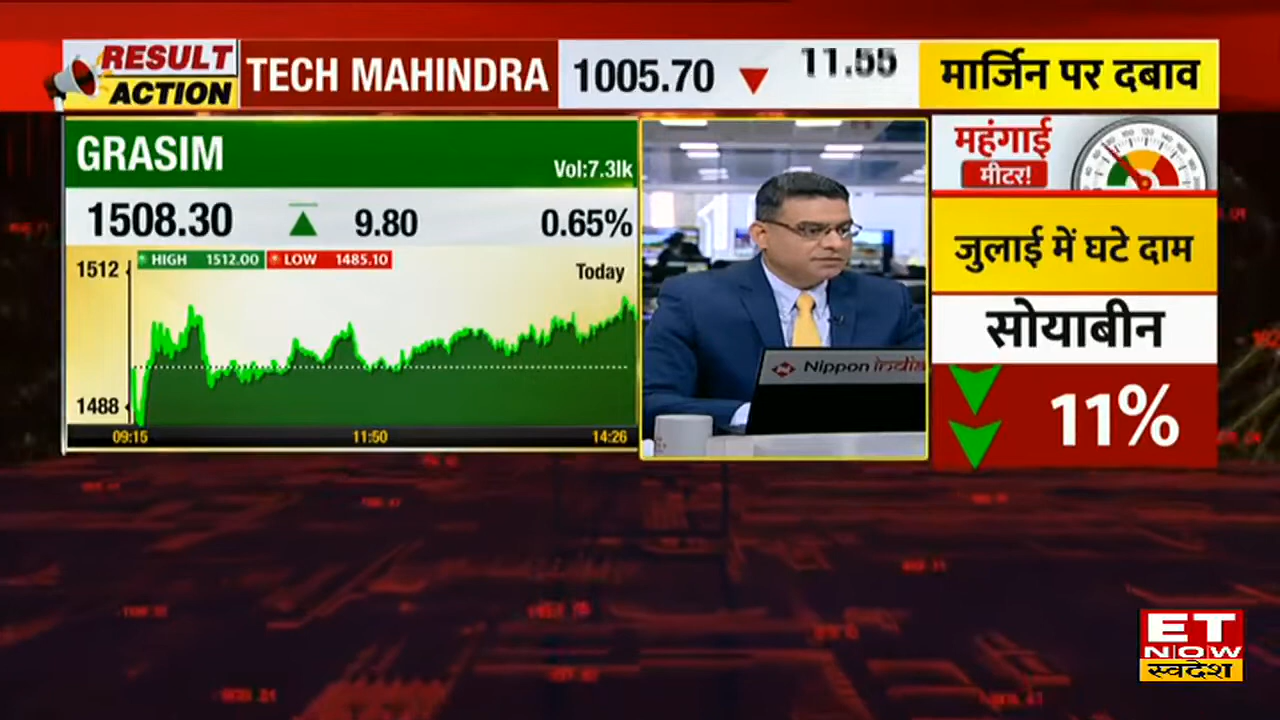 RESULT
ACTION
TECH MAHINDRA
1005.70
11.55
मार्जिन पर दबाव
GRASIM
Vol:7.3lk
1508.30
9.80
0.65%
HIGH 1512.00
LOW 1485.10
Today
1512
1488
09:15
11:50
14:26
Nippon india
महंगाई
मीटर!
जुलाई में घटे दाम
सोयाबीन
11%
ET
NOW
स्वदेश